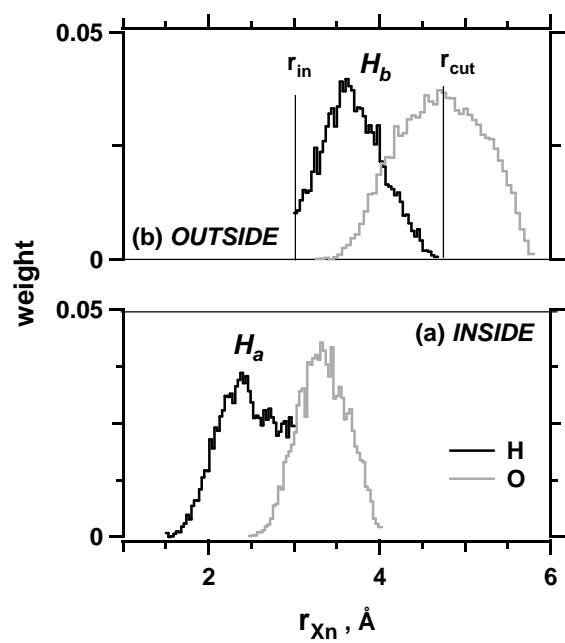 0.05
r_in
H_b
r_cut
(b) OUTSIDE
0
weight
0.05
H_a
(a) INSIDE
H
O
0
2
4
6
r_Xn , Å